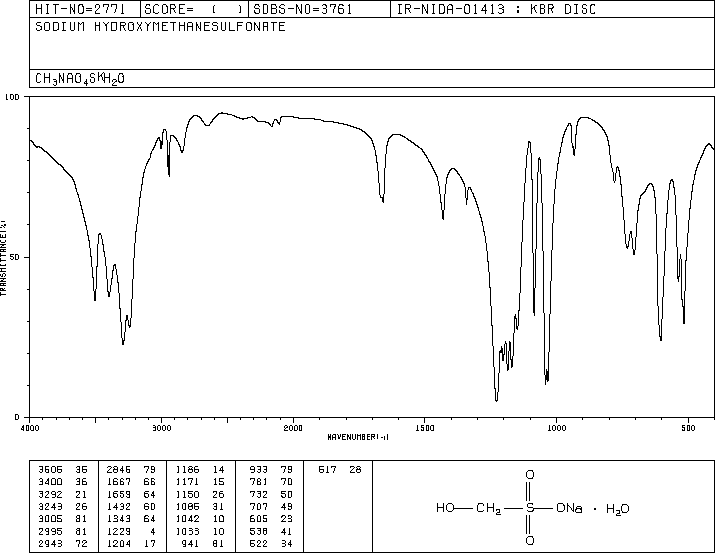 HIT-NO=2771 SCORE= ( ) SDBS-NO=3761 IR-NIDA-01413 : KBR DISC
SODIUM HYDROXYMETHANESULFONATE
CH3NAO4S*H2O
100
50
0
TRANSMITTANCE(%)
4000 3000 2000 1500 1000 500
WAVENUMBER(-1)
3505 35 2846 79 1186 14 933 79 517 28
3400 36 1667 66 1171 15 781 70
3292 21 1659 64 1150 26 732 50
3243 26 1432 60 1086 31 707 49
3005 81 1343 64 1042 10 605 23
2995 81 1229 4 1033 10 538 41
2943 72 1204 17 941 81 522 34
O
HO CH2 S ONa · H2O
O